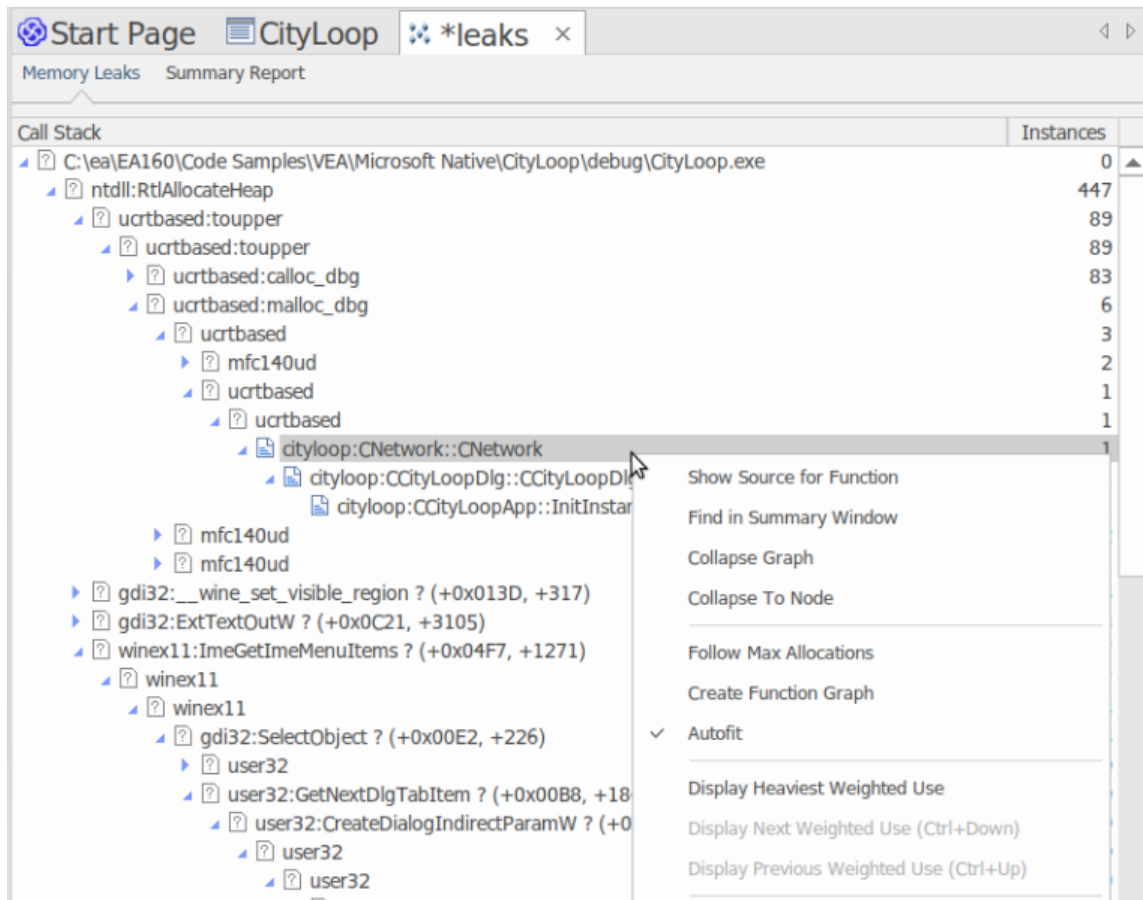 Start Page CityLoop *leaks ×
Memory Leaks Summary Report
Call Stack Instances
C:\ea\EA160\Code Samples\VEA\Microsoft Native\CityLoop\debug\CityLoop.exe 0
ntdll:RtlAllocateHeap 447
ucrtbased:toupper 89
ucrtbased:toupper 89
ucrtbased:calloc_dbg 83
ucrtbased:malloc_dbg 6
ucrtbased 3
mfc140ud 2
ucrtbased 1
ucrtbased 1
cityloop:CNetwork::CNetwork 1
cityloop:CCityLoopDlg::CCityLoopDl
cityloop:CCityLoopApp::InitInstar
mfc140ud
mfc140ud
gdi32:__wine_set_visible_region ? (+0x013D, +317)
gdi32:ExtTextOutW ? (+0x0C21, +3105)
winex11:ImeGetImeMenuItems ? (+0x04F7, +1271)
winex11
winex11
gdi32:SelectObject ? (+0x00E2, +226)
user32
user32:GetNextDlgTabItem ? (+0x00B8, +18
user32:CreateDialogIndirectParamW ? (+0
user32
user32
Show Source for Function
Find in Summary Window
Collapse Graph
Collapse To Node
Follow Max Allocations
Create Function Graph
✓ Autofit
Display Heaviest Weighted Use
Display Next Weighted Use (Ctrl+Down)
Display Previous Weighted Use (Ctrl+Up)